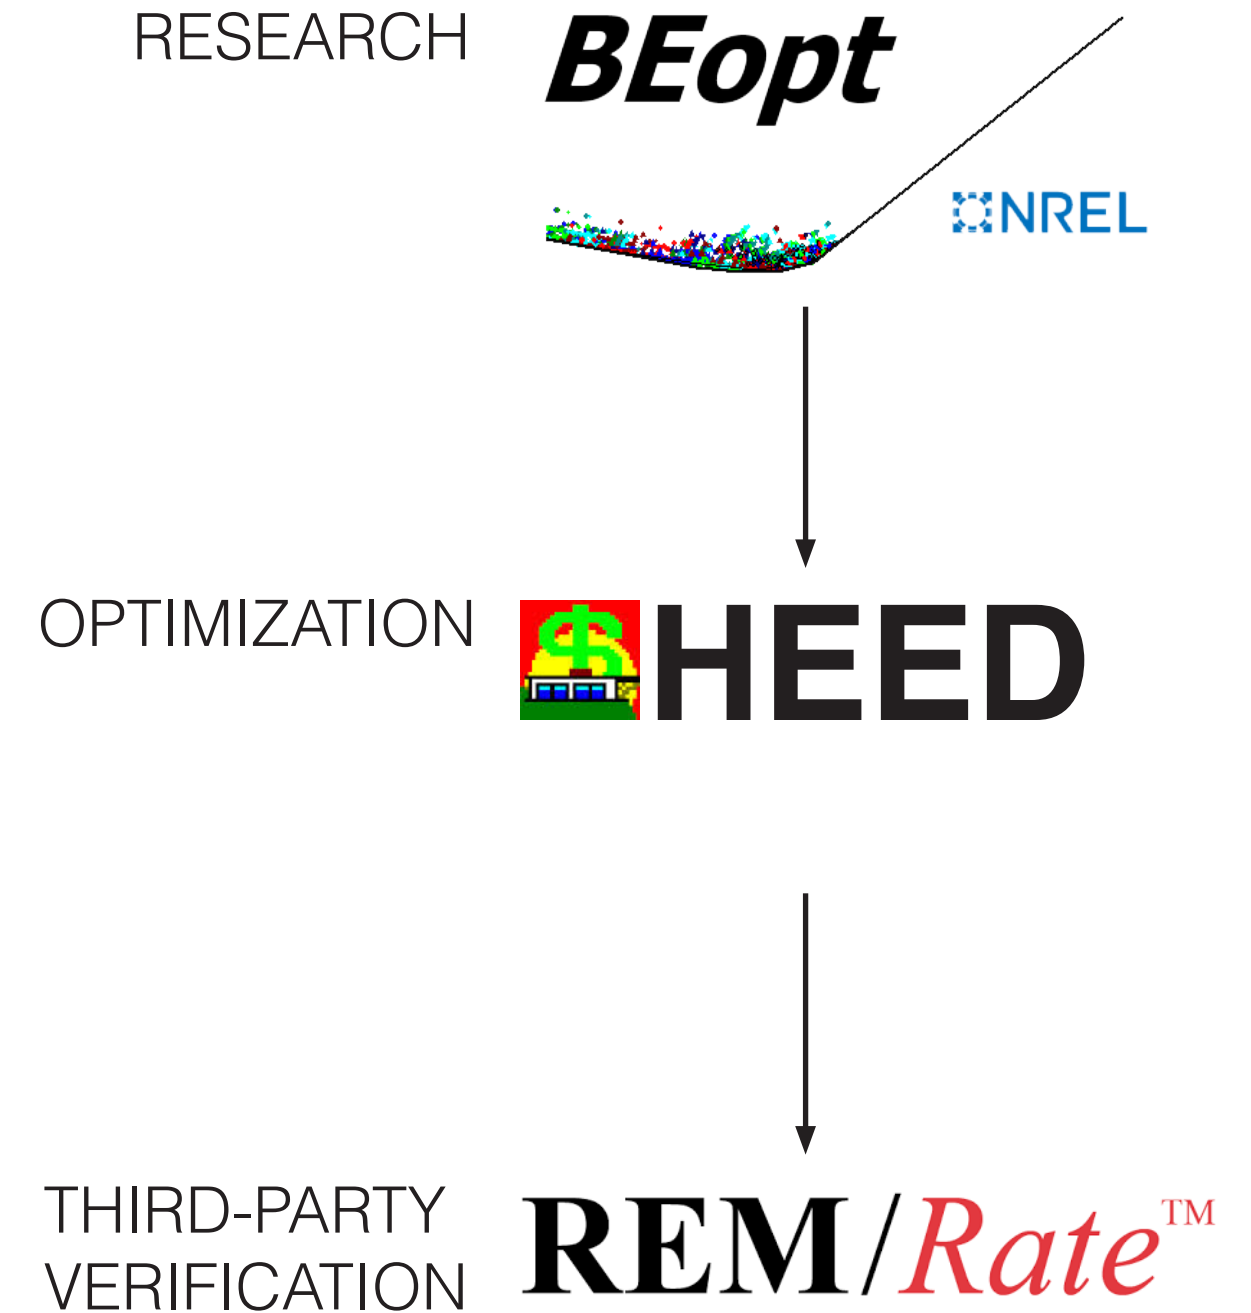 RESEARCH
BEopt
NREL
OPTIMIZATION
$
HEED
THIRD-PARTY
VERIFICATION
REM/Rate™